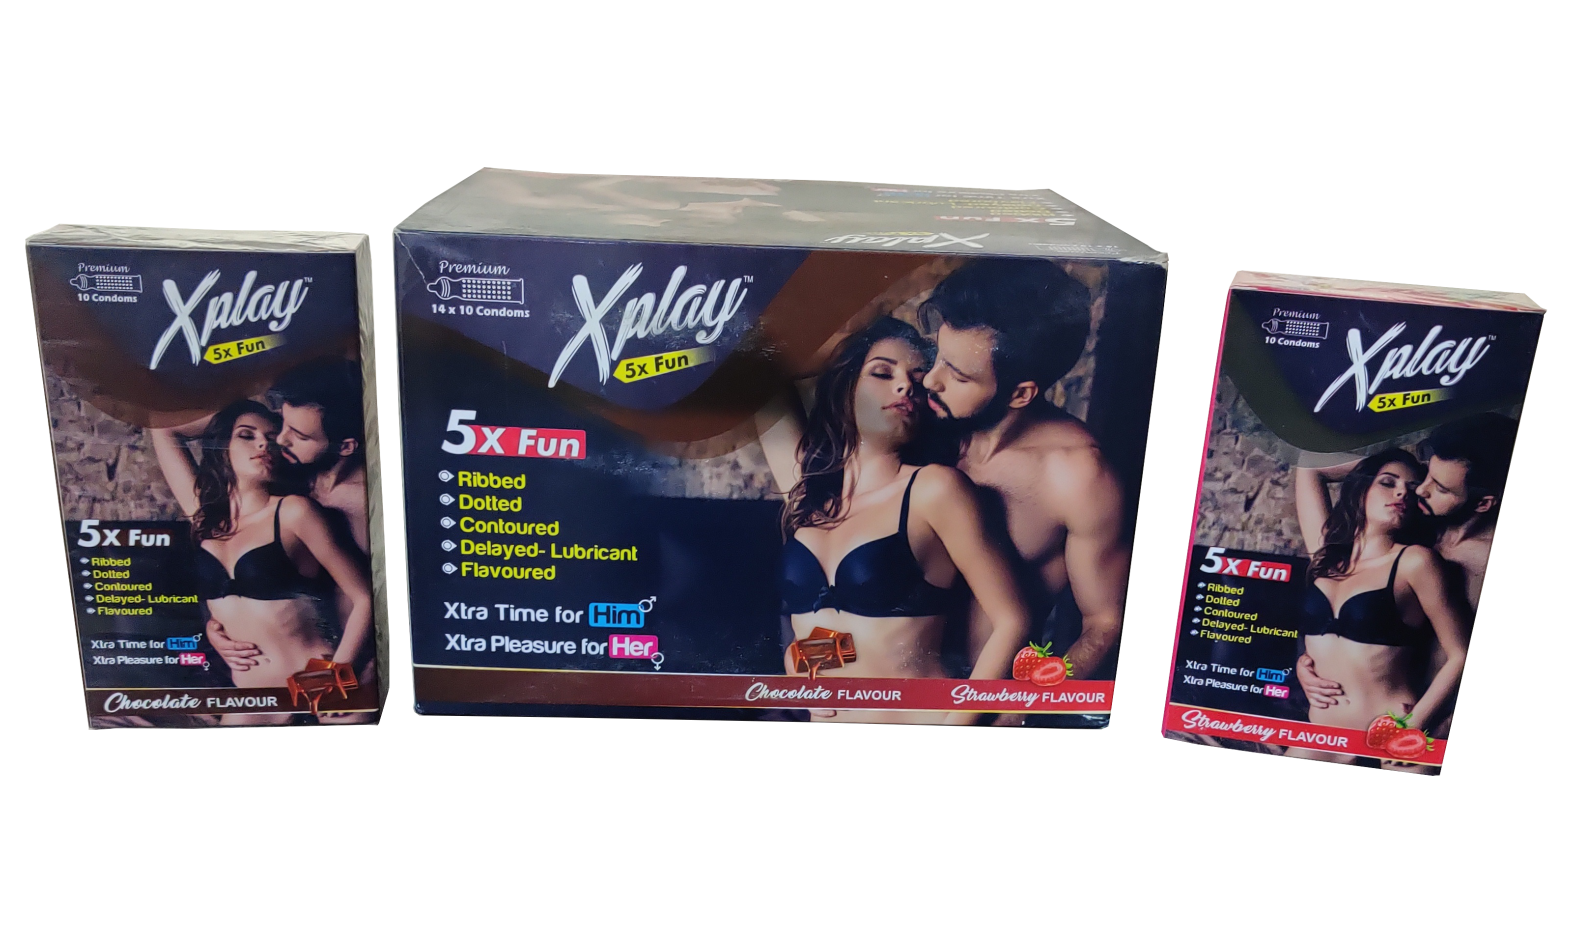 Premium
10 Condoms
Xplay™
5x Fun
5x Fun
Ribbed
Dotted
Contoured
Delayed- Lubricant
Flavoured
Xtra Time for Him
Xtra Pleasure for Her
Chocolate FLAVOUR
5x Fun
Xplay
Premium
14 x 10 Condoms
Xplay™
5x Fun
5x Fun
Ribbed
Dotted
Contoured
Delayed- Lubricant
Flavoured
Xtra Time for Him
Xtra Pleasure for Her
Chocolate FLAVOUR
Strawberry FLAVOUR
Premium
10 Condoms
Xplay™
5x Fun
5x Fun
Ribbed
Dotted
Contoured
Delayed- Lubricant
Flavoured
Xtra Time for Him
Xtra Pleasure for Her
Strawberry FLAVOUR